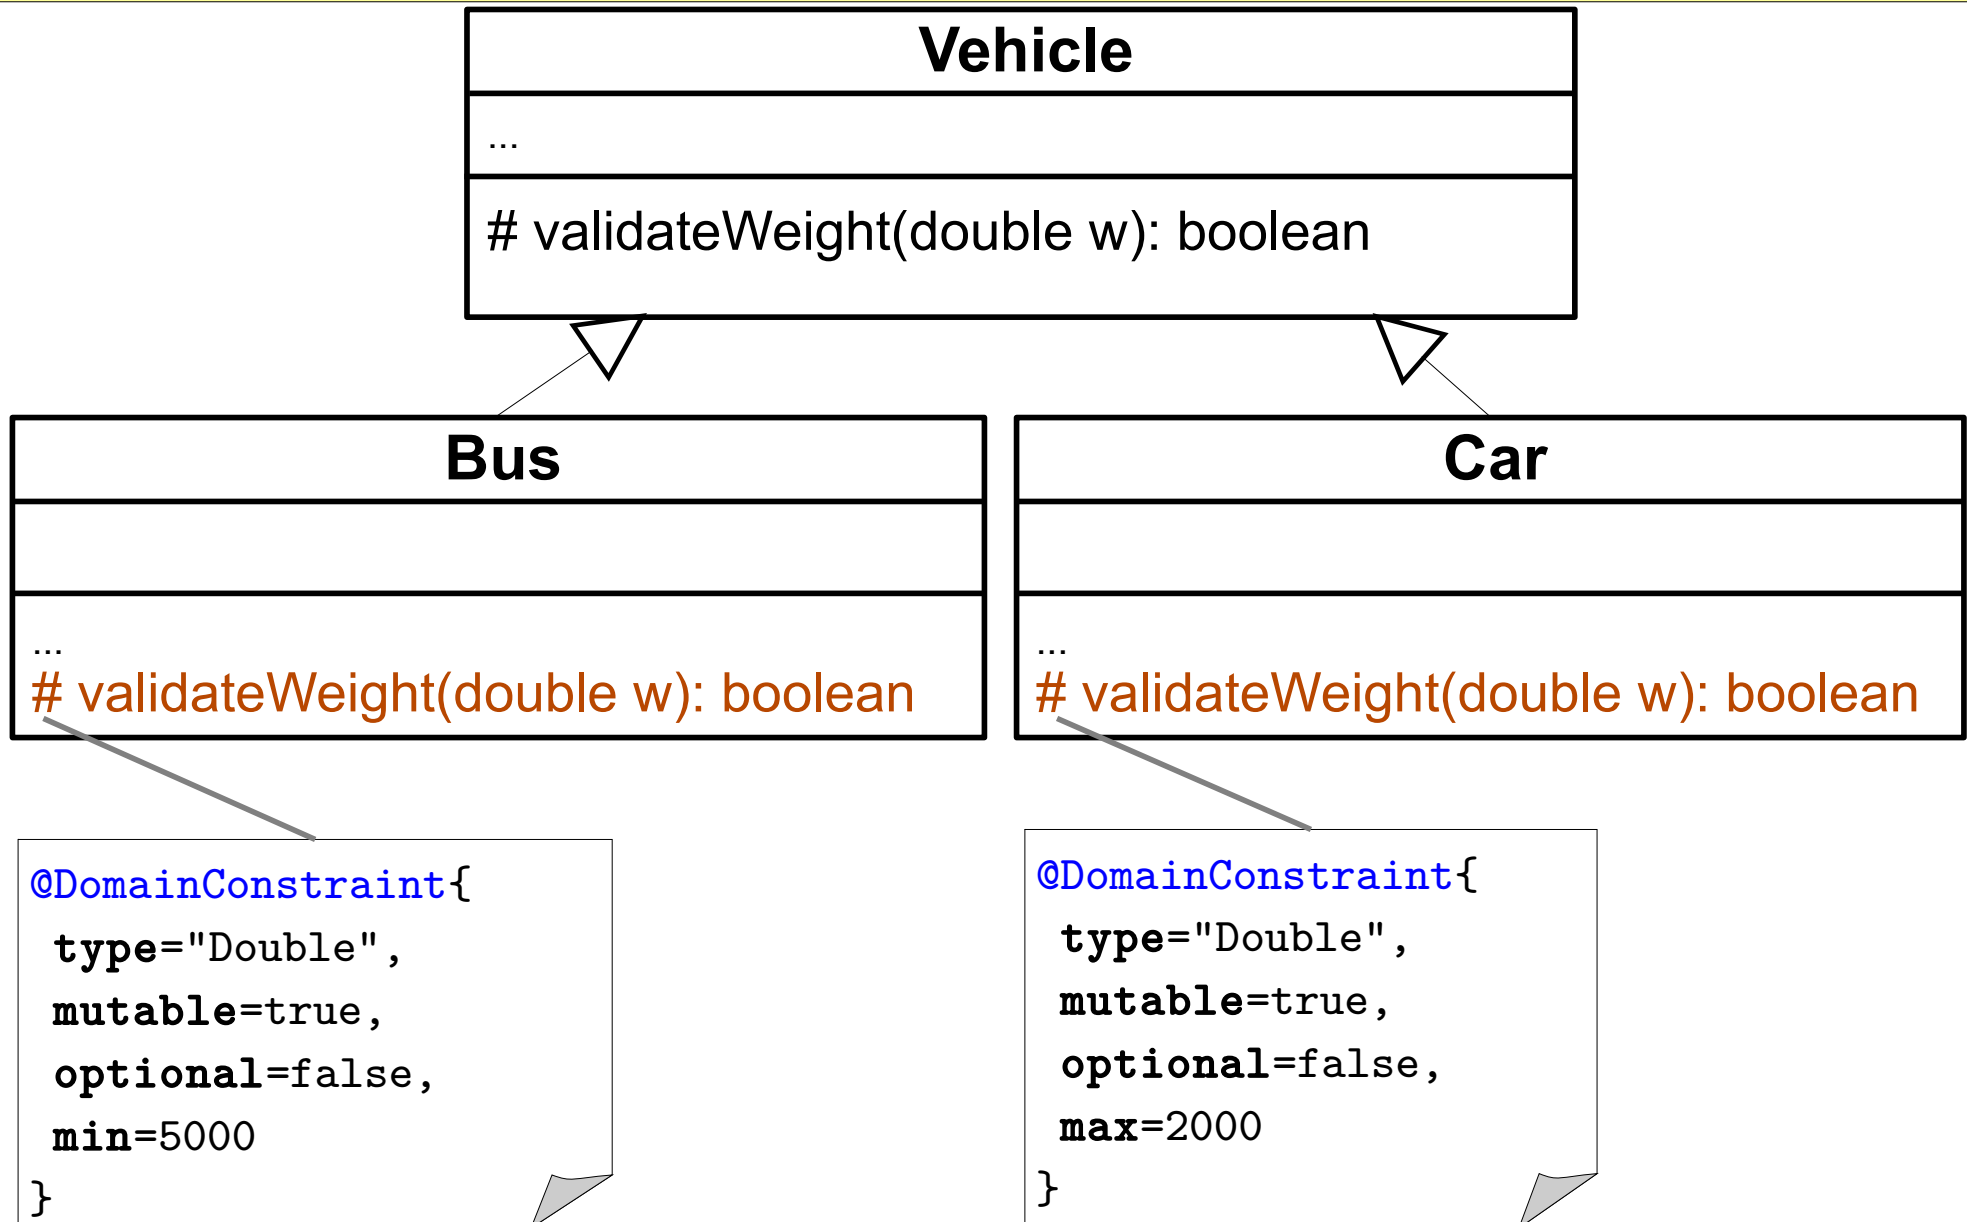 Vehicle
...
# validateWeight(double w): boolean
Bus
...
# validateWeight(double w): boolean
Car
...
# validateWeight(double w): boolean
@DomainConstraint{
type="Double",
mutable=true,
optional=false,
min=5000
}
@DomainConstraint{
type="Double",
mutable=true,
optional=false,
max=2000
}